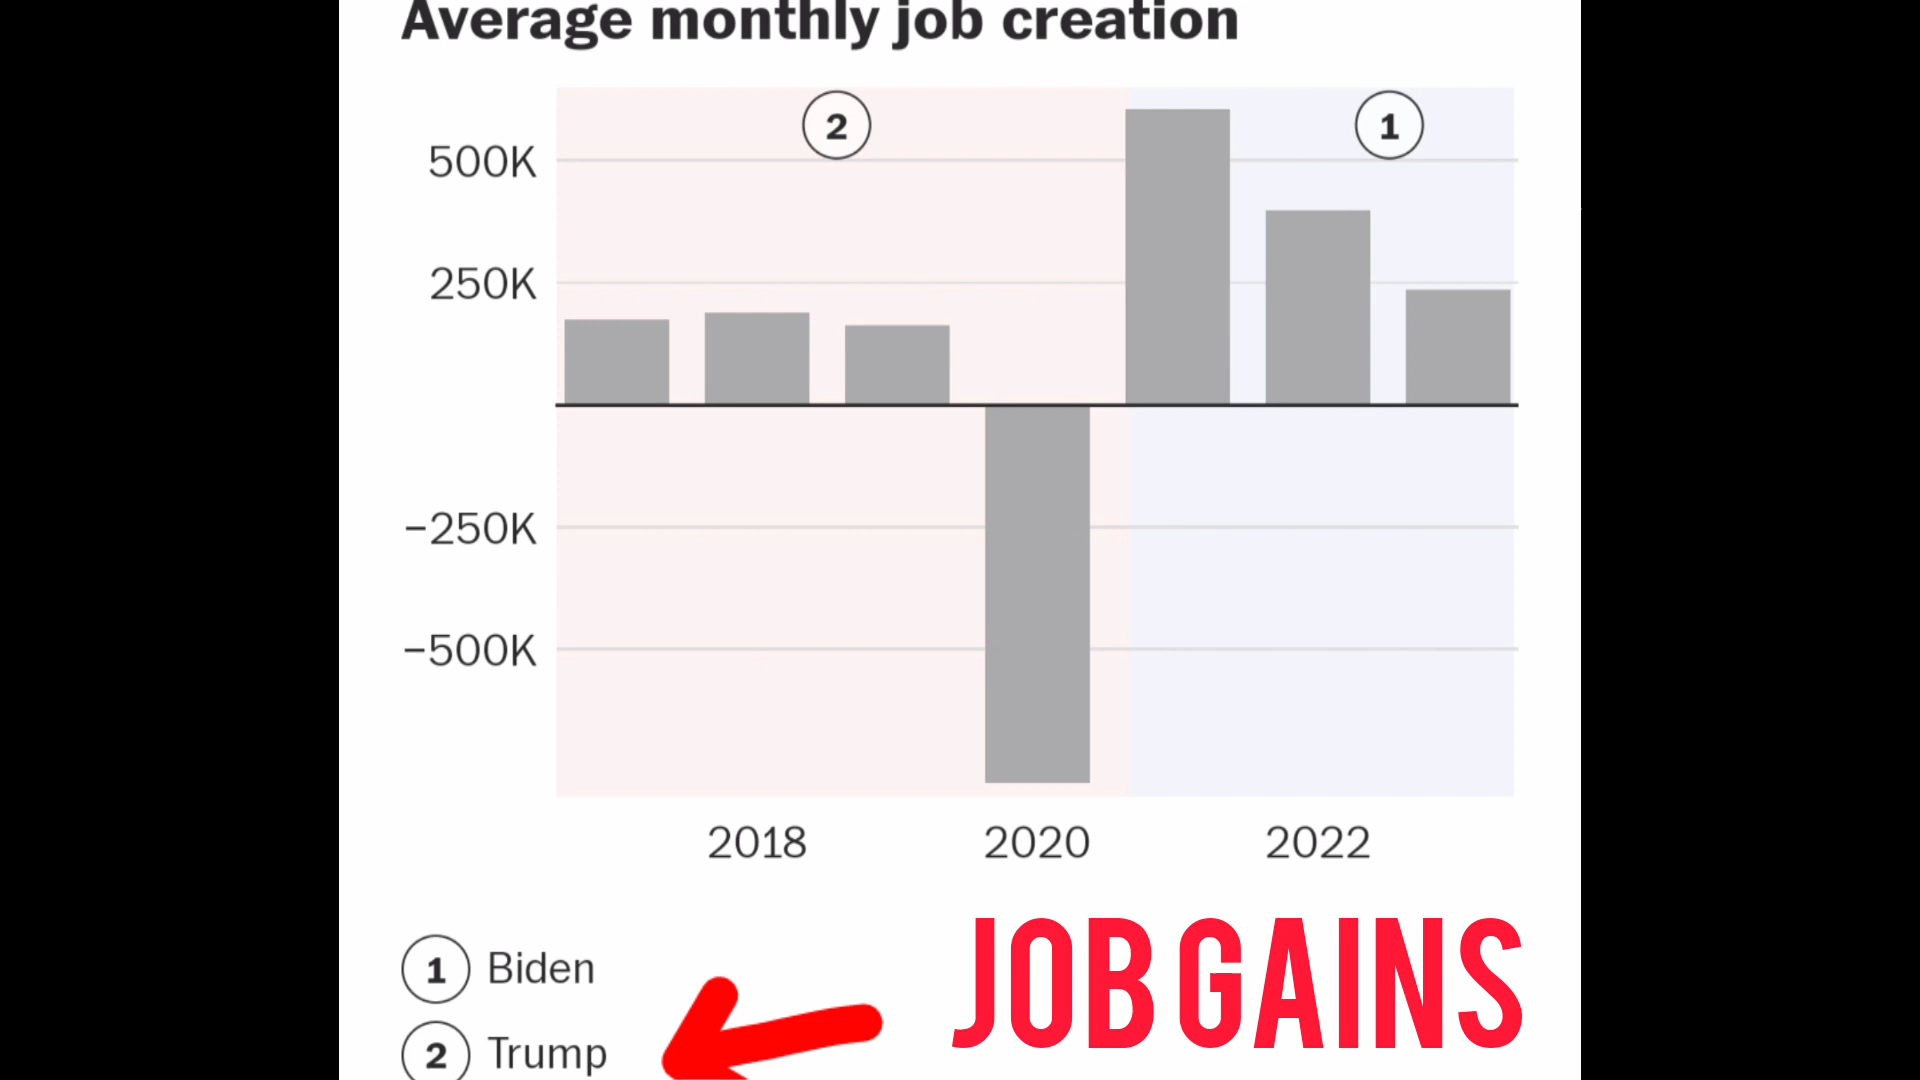 Average monthly job creation
2
1
500K
250K
−250K
−500K
2018
2020
2022
1 Biden
2 Trump
JOB GAINS